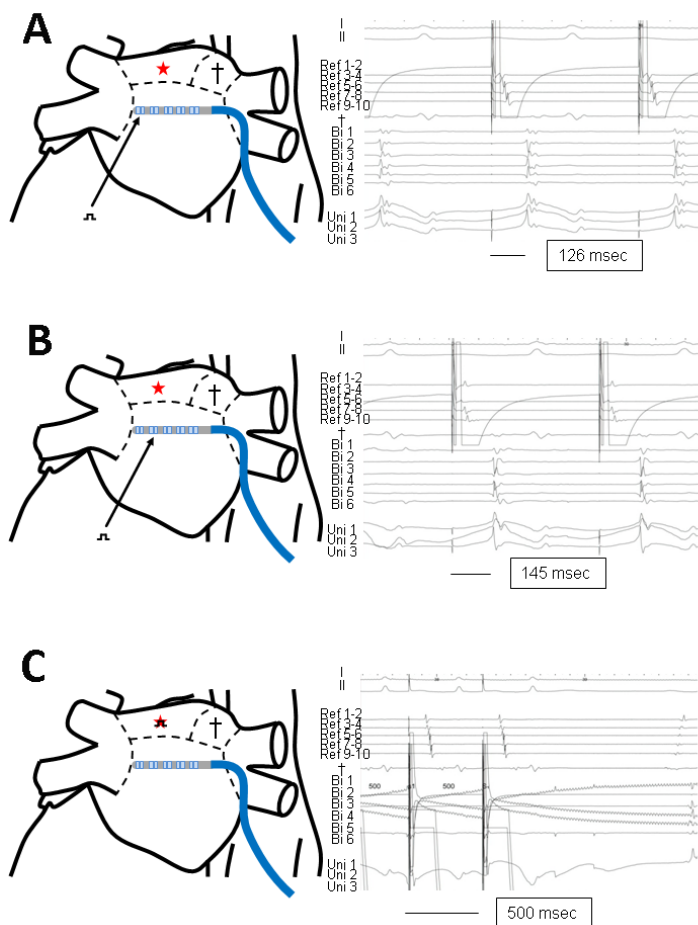 A
†
I
II
Ref 1-2
Ref 3-4
Ref 5-6
Ref 7-8
Ref 9-10
†
Bi 1
Bi 2
Bi 3
Bi 4
Bi 5
Bi 6
Uni 1
Uni 2
Uni 3
126 msec
B
†
I
II
Ref 1-2
Ref 3-4
Ref 5-6
Ref 7-8
Ref 9-10
†
Bi 1
Bi 2
Bi 3
Bi 4
Bi 5
Bi 6
Uni 1
Uni 2
Uni 3
145 msec
C
†
I
II
Ref 1-2
Ref 3-4
Ref 5-6
Ref 7-8
Ref 9-10
†
Bi 1
Bi 2
Bi 3
Bi 4
Bi 5
Bi 6
500 500
Uni 1
Uni 2
Uni 3
500 msec